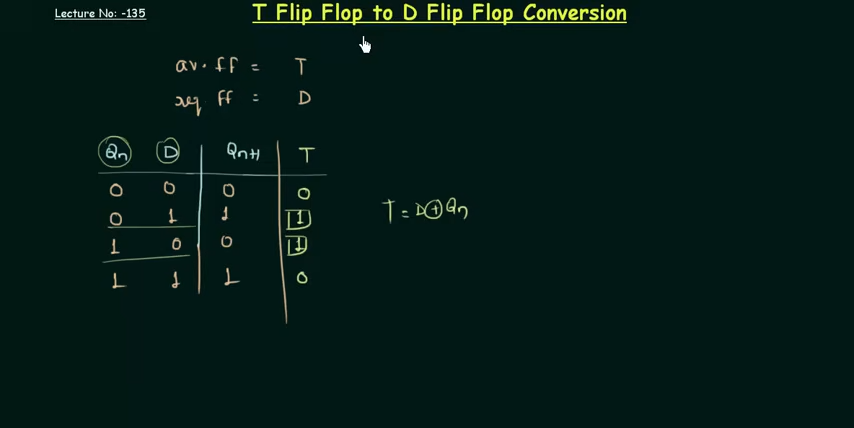 Lecture No: -135
T Flip Flop to D Flip Flop Conversion
av. ff = T
req ff = D
Qn D Qn+1 T
0 0 0 0
0 1 1 1
1 0 0 1
1 1 1 0
T = D ⊕ Qn